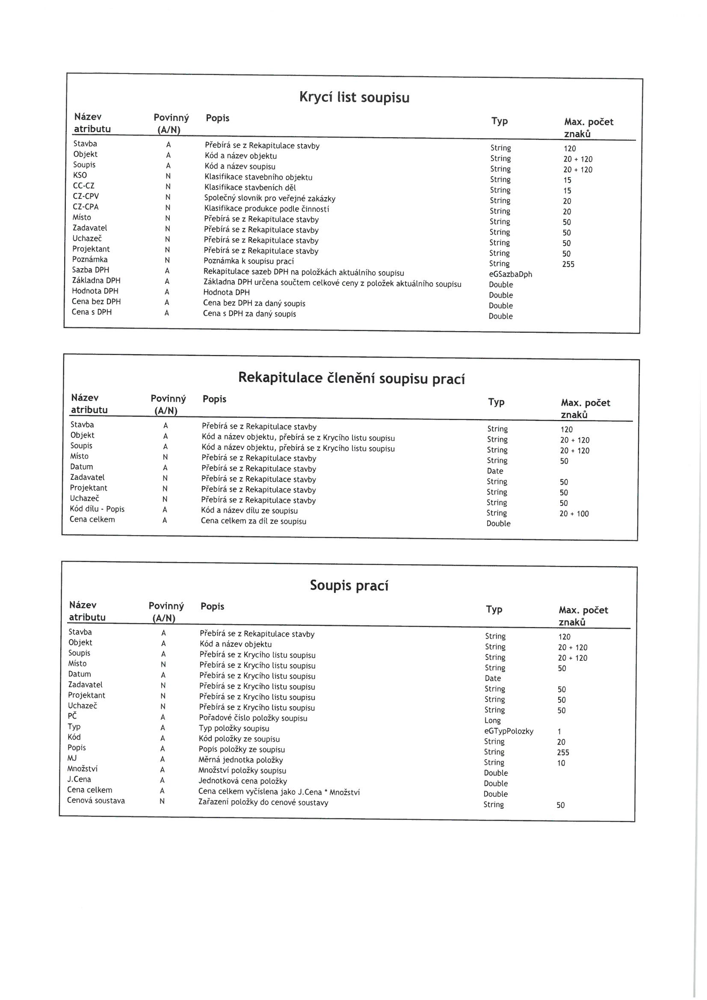 Krycí list soupisu
Název atributu Povinný (A/N) Popis Typ Max. počet znaků
Stavba A Přebírá se z Rekapitulace stavby String 120
Objekt A Kód a název objektu String 20 + 120
Soupis A Kód a název soupisu String 20 + 120
KSO N Klasifikace stavebního objektu String 15
CC-CZ N Klasifikace stavbeních děl String 15
CZ-CPV N Společný slovník pro veřejné zakázky String 20
CZ-CPA N Klasifikace produkce podle činností String 20
Místo N Přebírá se z Rekapitulace stavby String 50
Zadavatel N Přebírá se z Rekapitulace stavby String 50
Uchazeč N Přebírá se z Rekapitulace stavby String 50
Projektant N Přebírá se z Rekapitulace stavby String 50
Poznámka N Poznámka k soupisu prací String 255
Sazba DPH A Rekapitulace sazeb DPH na položkách aktuálního soupisu eGSazbaDph
Základna DPH A Základna DPH určena součtem celkové ceny z položek aktuálního soupisu Double
Hodnota DPH A Hodnota DPH Double
Cena bez DPH A Cena bez DPH za daný soupis Double
Cena s DPH A Cena s DPH za daný soupis Double
Rekapitulace členění soupisu prací
Název atributu Povinný (A/N) Popis Typ Max. počet znaků
Stavba A Přebírá se z Rekapitulace stavby String 120
Objekt A Kód a název objektu, přebírá se z Krycího listu soupisu String 20 + 120
Soupis A Kód a název objektu, přebírá se z Krycího listu soupisu String 20 + 120
Místo N Přebírá se z Rekapitulace stavby String 50
Datum A Přebírá se z Rekapitulace stavby Date
Zadavatel N Přebírá se z Rekapitulace stavby String 50
Projektant N Přebírá se z Rekapitulace stavby String 50
Uchazeč N Přebírá se z Rekapitulace stavby String 50
Kód dílu - Popis A Kód a název dílu ze soupisu String 20 + 100
Cena celkem A Cena celkem za díl ze soupisu Double
Soupis prací
Název atributu Povinný (A/N) Popis Typ Max. počet znaků
Stavba A Přebírá se z Rekapitulace stavby String 120
Objekt A Kód a název objektu String 20 + 120
Soupis A Přebírá se z Krycího listu soupisu String 20 + 120
Místo N Přebírá se z Krycího listu soupisu String 50
Datum A Přebírá se z Krycího listu soupisu Date
Zadavatel N Přebírá se z Krycího listu soupisu String 50
Projektant N Přebírá se z Krycího listu soupisu String 50
Uchazeč N Přebírá se z Krycího listu soupisu String 50
PČ A Pořadové číslo položky soupisu Long
Typ A Typ položky soupisu eGTypPolozky 1
Kód A Kód položky ze soupisu String 20
Popis A Popis položky ze soupisu String 255
MJ A Měrná jednotka položky String 10
Množství A Množství položky soupisu Double
J.Cena A Jednotková cena položky Double
Cena celkem A Cena celkem vyčíslena jako J.Cena * Množství Double
Cenová soustava N Zařazení položky do cenové soustavy String 50